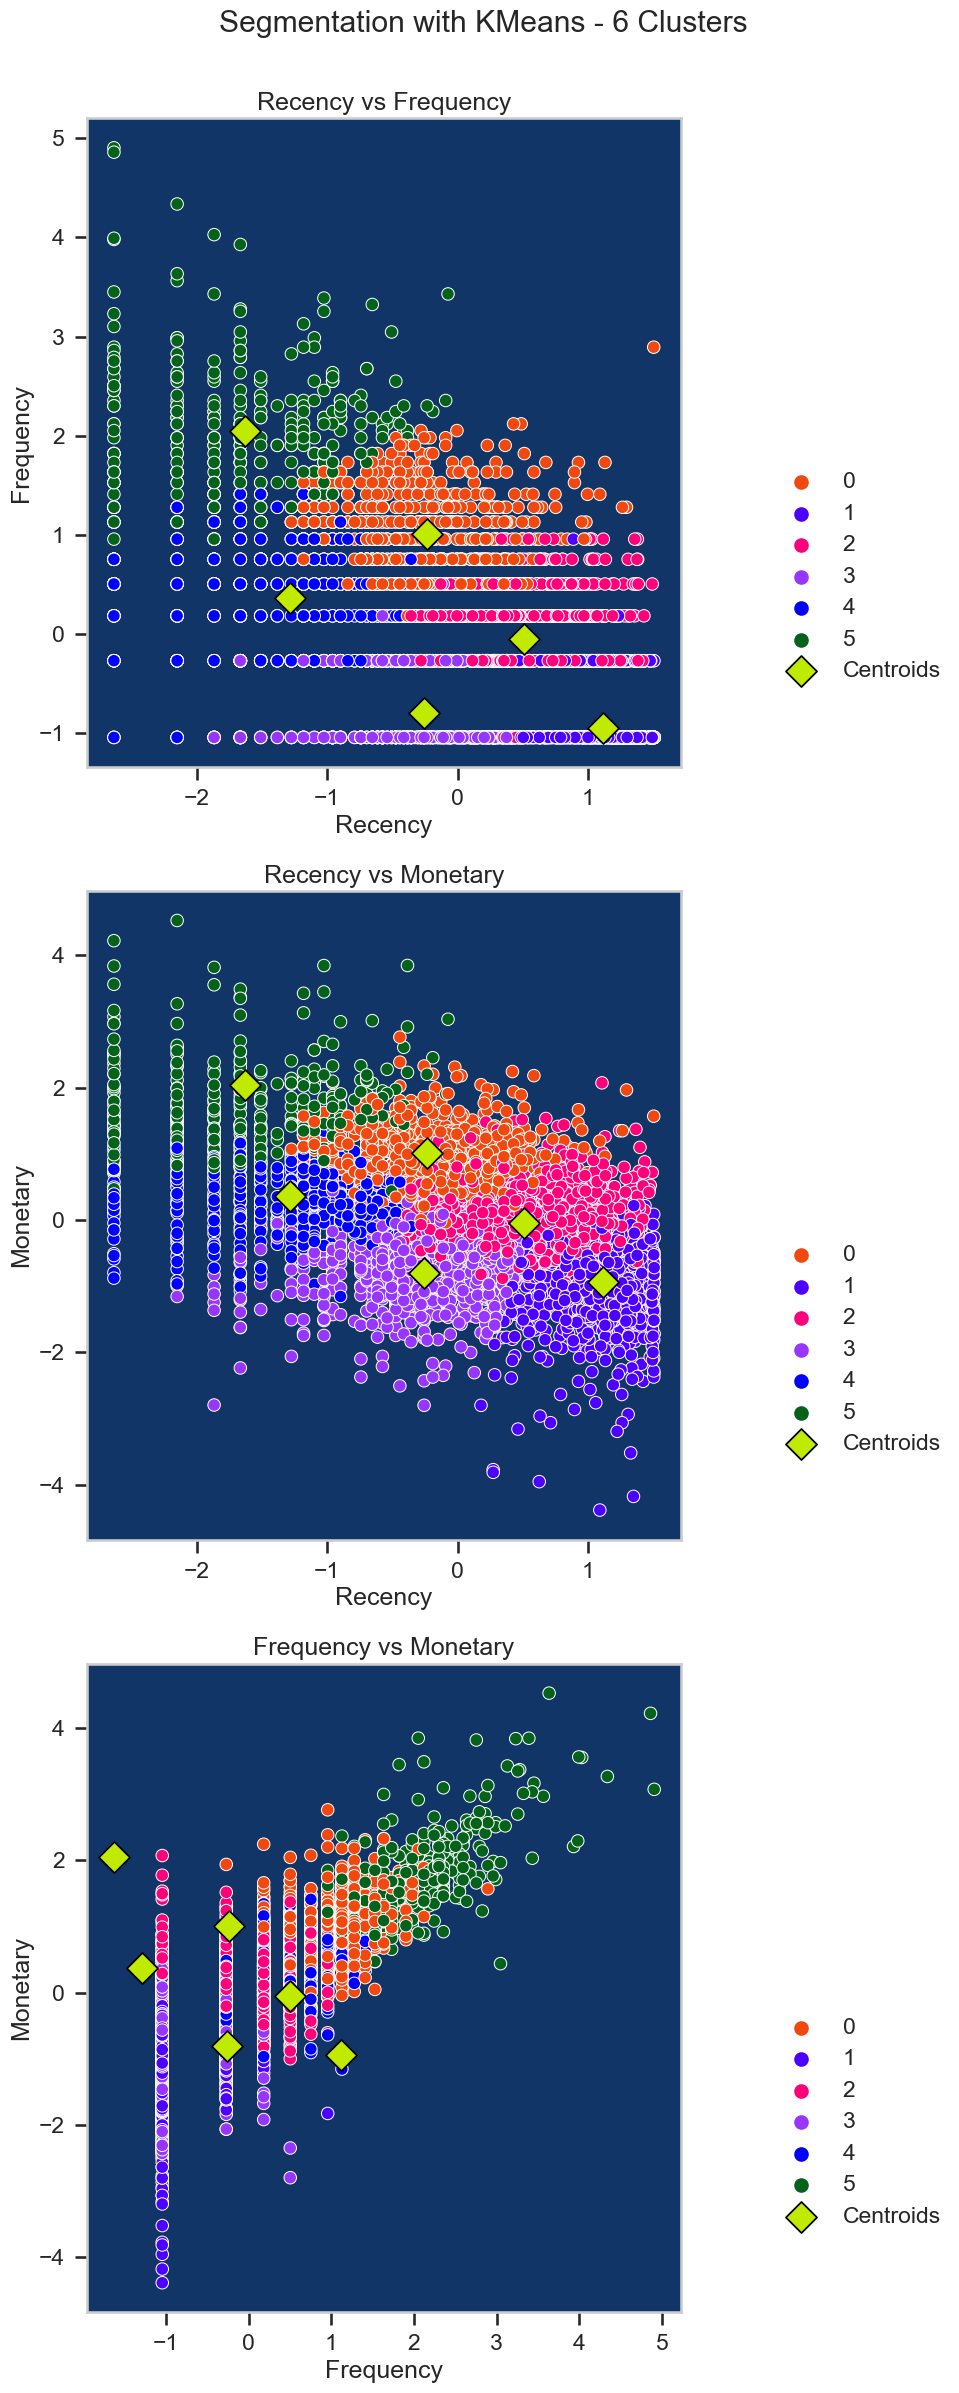 Segmentation with KMeans - 6 Clusters
Recency vs Frequency
5
4
3
2
1
0
−1
Frequency
−2 −1 0 1
Recency
0
1
2
3
4
5
Centroids
Recency vs Monetary
4
2
0
−2
−4
Monetary
−2 −1 0 1
Recency
0
1
2
3
4
5
Centroids
Frequency vs Monetary
4
2
0
−2
−4
Monetary
−1 0 1 2 3 4 5
Frequency
0
1
2
3
4
5
Centroids